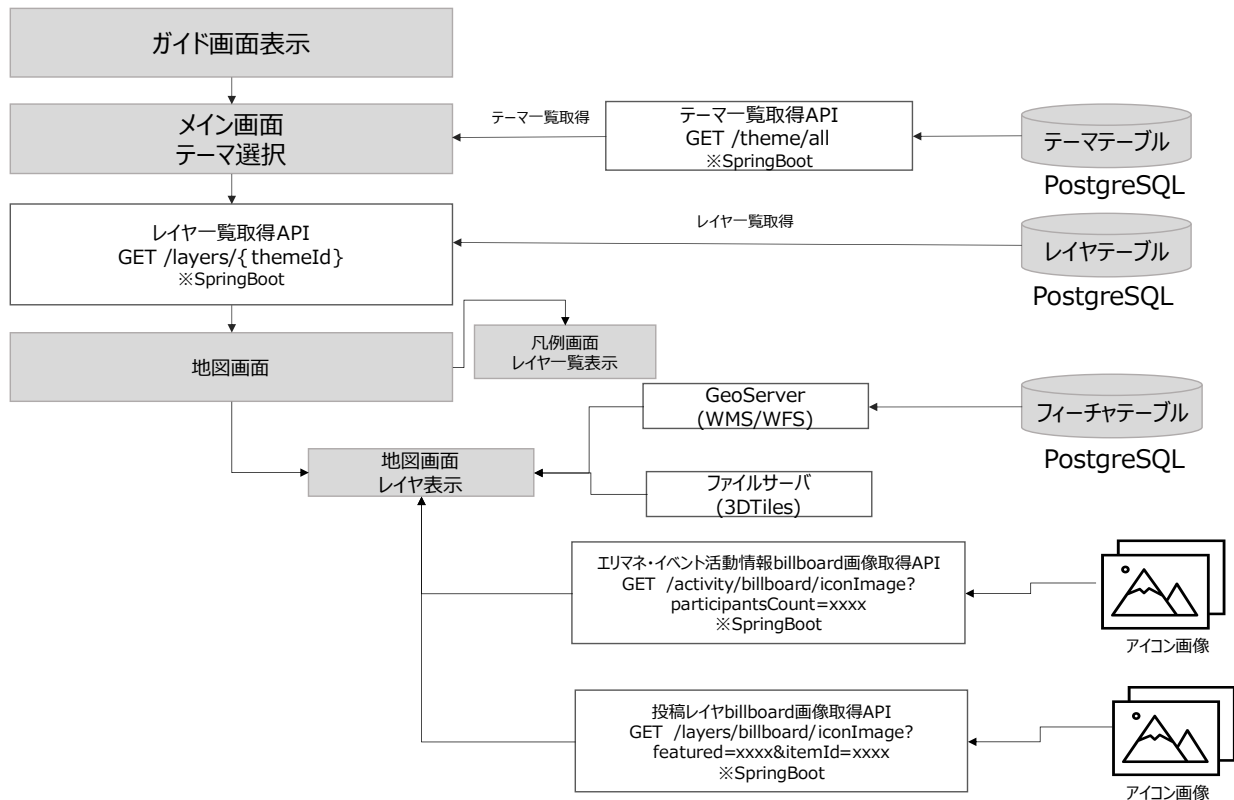 ガイド画面表示
メイン画面
テーマ選択
テーマ一覧取得
テーマ一覧取得API
GET /theme/all
※SpringBoot
テーマテーブル
PostgreSQL
レイヤ一覧取得API
GET /layers/{themeId}
※SpringBoot
レイヤ一覧取得
レイヤテーブル
PostgreSQL
地図画面
凡例画面
レイヤ一覧表示
GeoServer
(WMS/WFS)
フィーチャテーブル
PostgreSQL
地図画面
レイヤ表示
ファイルサーバ
(3DTiles)
エリマネ・イベント活動情報billboard画像取得API
GET /activity/billboard/iconImage?
participantsCount=xxxx
※SpringBoot
アイコン画像
投稿レイヤbillboard画像取得API
GET /layers/billboard/iconImage?
featured=xxxx&itemId=xxxx
※SpringBoot
アイコン画像